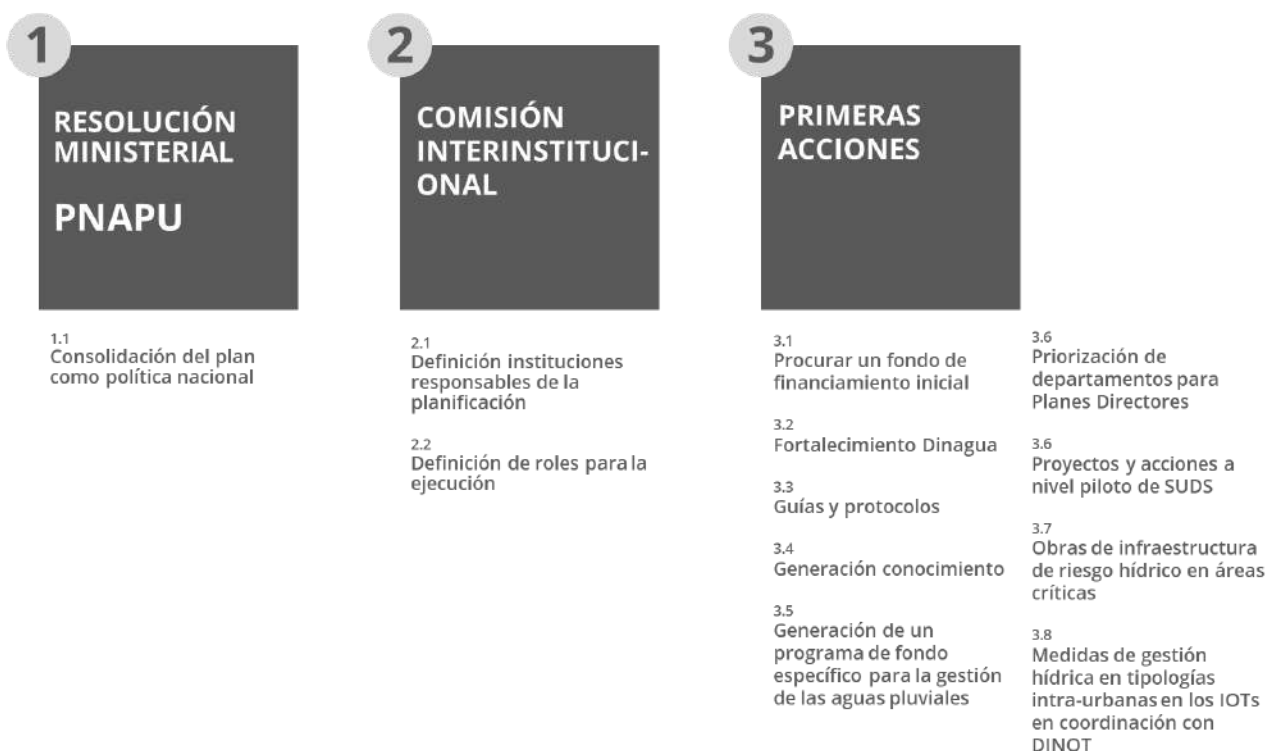 1
RESOLUCIÓN
MINISTERIAL
PNAPU
1.1
Consolidación del plan
como política nacional
2
COMISIÓN
INTERINSTITUCI-
ONAL
2.1
Definición instituciones
responsables de la
planificación
2.2
Definición de roles para la
ejecución
3
PRIMERAS
ACCIONES
3.1
Procurar un fondo de
financiamiento inicial
3.2
Fortalecimiento Dinagua
3.3
Guías y protocolos
3.4
Generación conocimiento
3.5
Generación de un
programa de fondo
específico para la gestión
de las aguas pluviales
3.6
Priorización de
departamentos para
Planes Directores
3.6
Proyectos y acciones a
nivel piloto de SUDS
3.7
Obras de infraestructura
de riesgo hídrico en áreas
críticas
3.8
Medidas de gestión
hídrica en tipologías
intra-urbanas en los IOTs
en coordinación con
DINOT